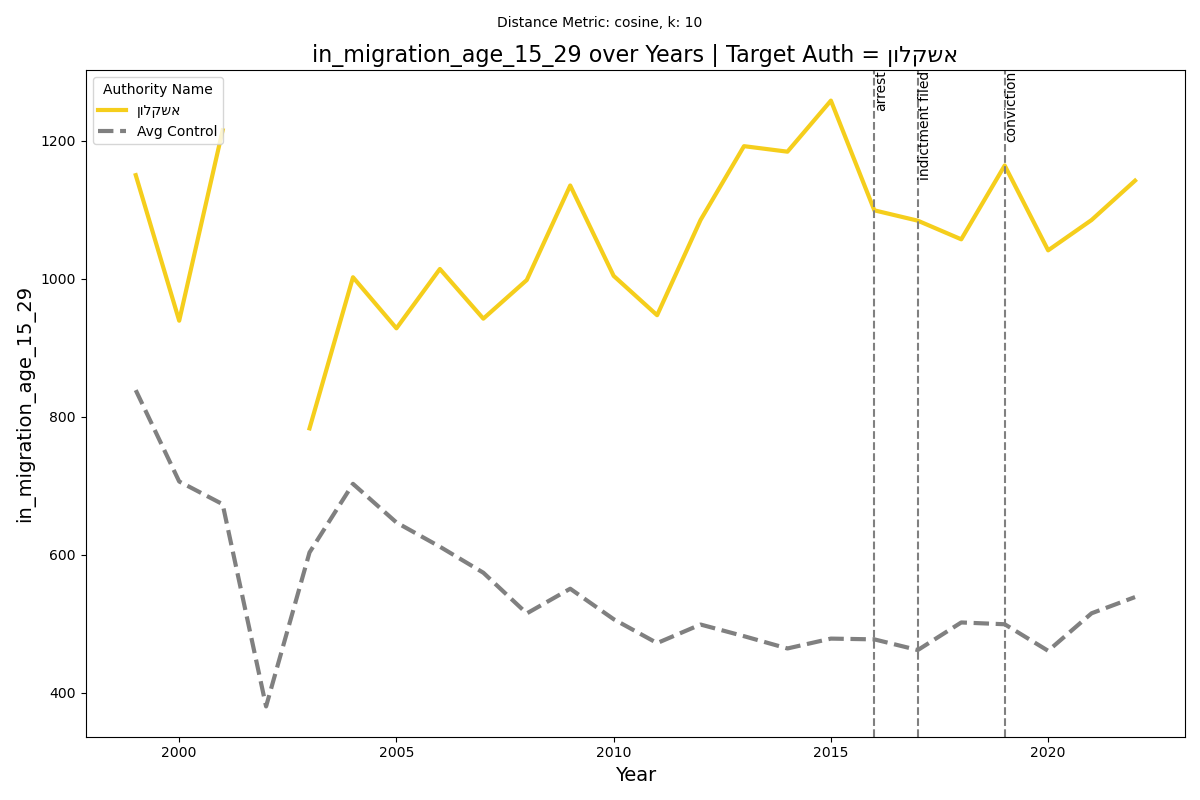 Distance Metric: cosine, k: 10
in_migration_age_15_29 over Years | Target Auth = אשקלון
Authority Name
אשקלון
Avg Control
arrest
indictment filed
conviction
1200
1000
800
600
400
in_migration_age_15_29
2000
2005
2010
2015
2020
Year